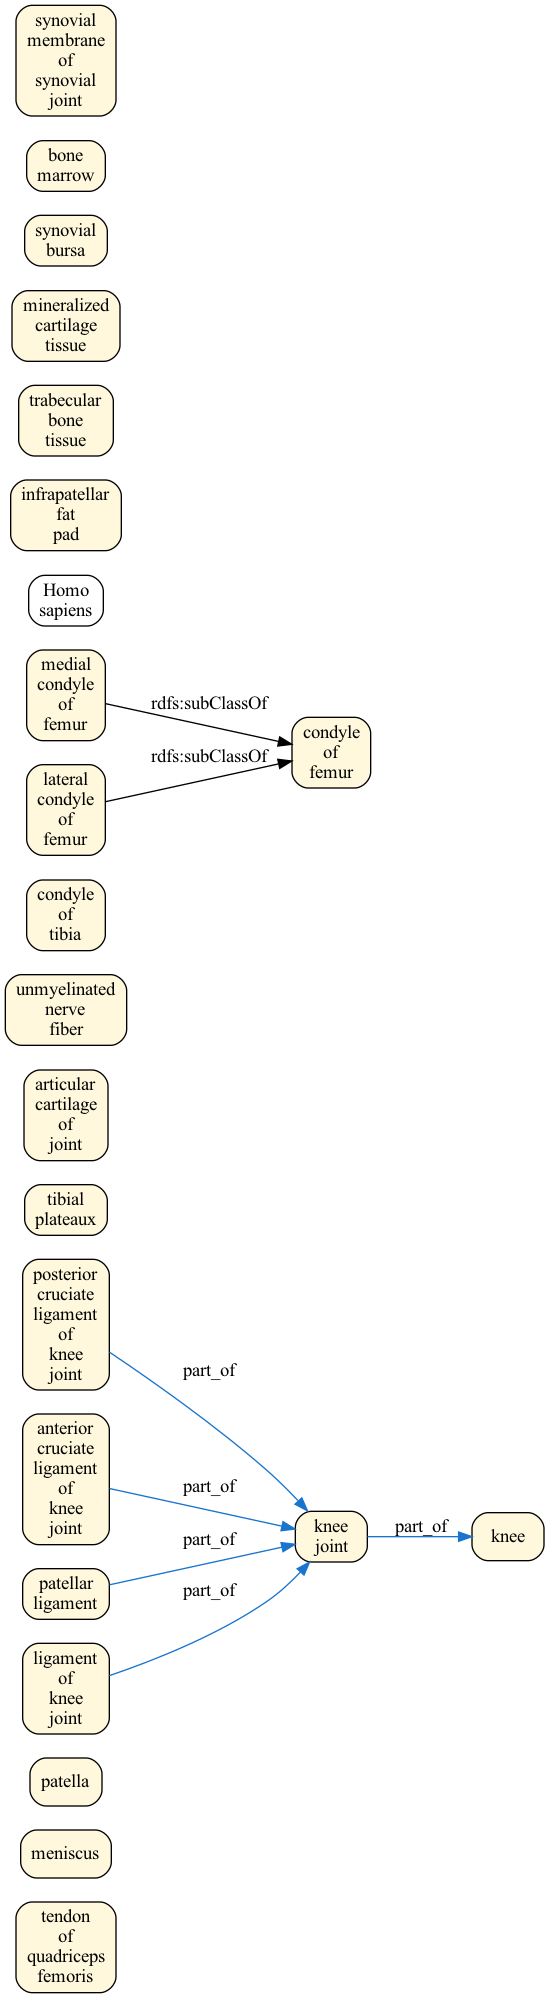 synovial
membrane
of
synovial
joint
bone
marrow
synovial
bursa
mineralized
cartilage
tissue
trabecular
bone
tissue
infrapatellar
fat
pad
Homo
sapiens
medial
condyle
of
femur
rdfs:subClassOf
condyle
of
femur
rdfs:subClassOf
lateral
condyle
of
femur
condyle
of
tibia
unmyelinated
nerve
fiber
articular
cartilage
of
joint
tibial
plateaux
posterior
cruciate
ligament
of
knee
joint
part_of
anterior
cruciate
ligament
of
knee
joint
part_of
knee
joint
part_of
knee
patellar
ligament
part_of
ligament
of
knee
joint
part_of
patella
meniscus
tendon
of
quadriceps
femoris